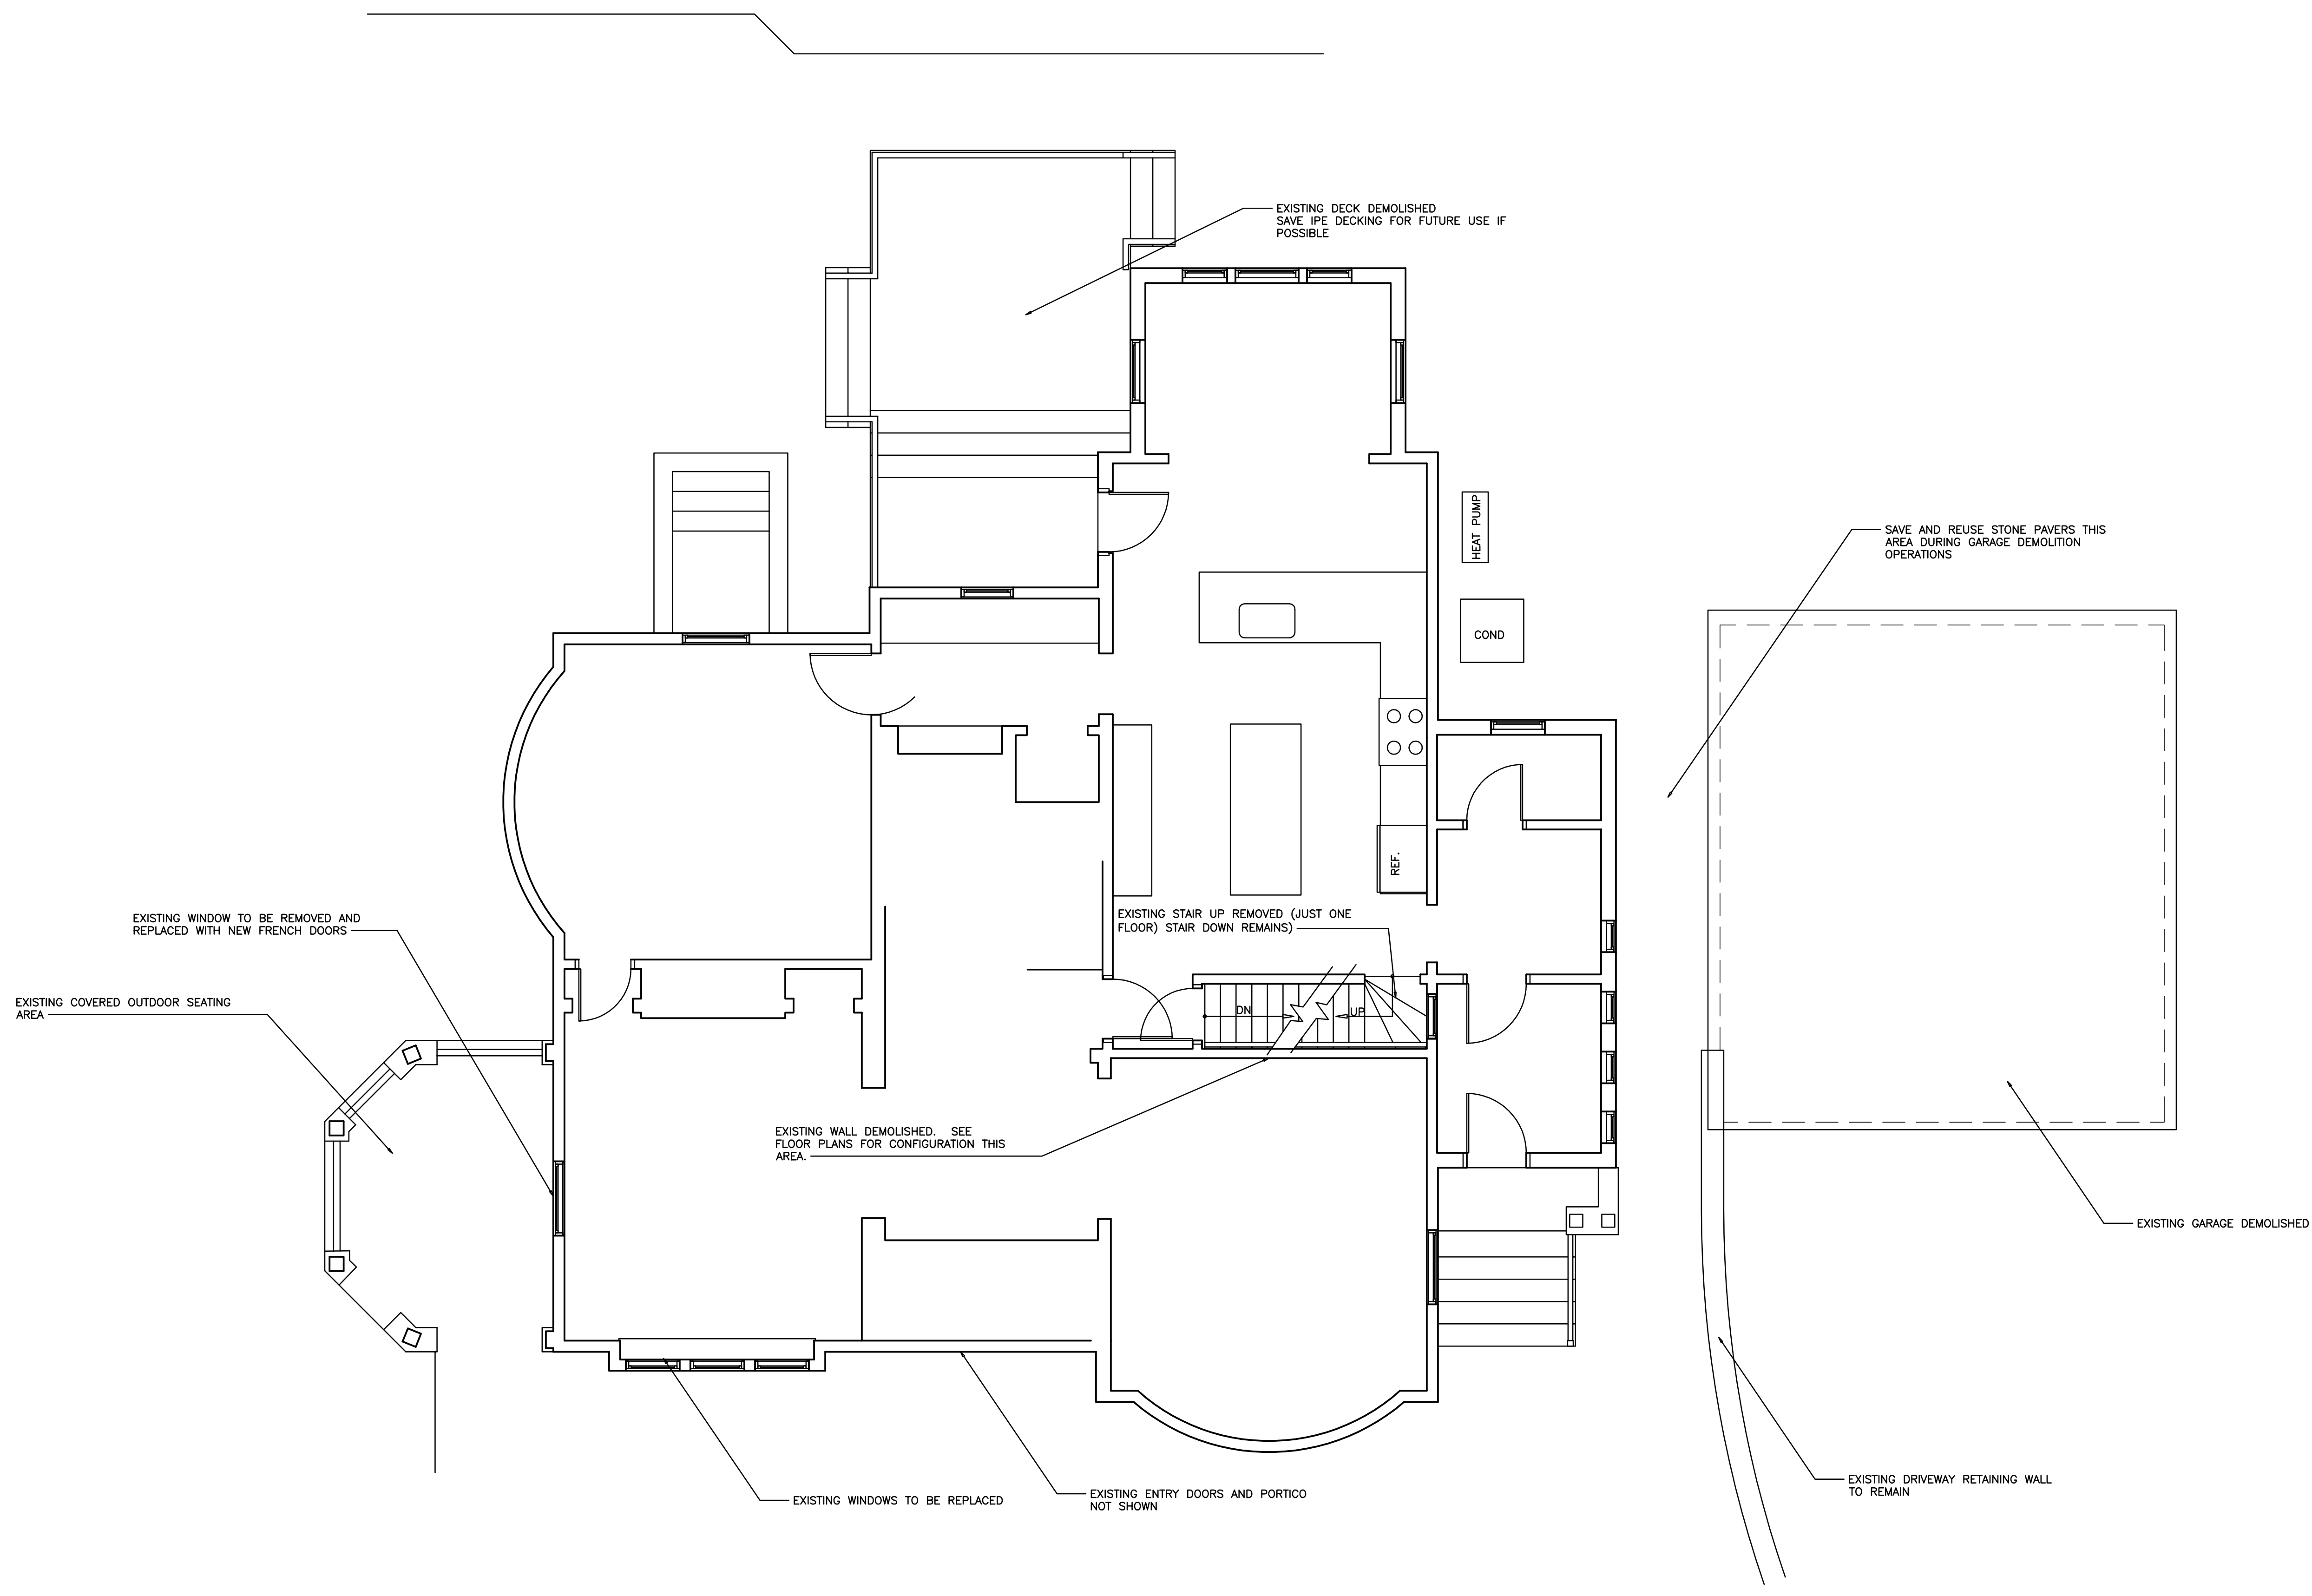 EXISTING DECK DEMOLISHED
SAVE IPE DECKING FOR FUTURE USE IF
POSSIBLE
HEAT PUMP
SAVE AND REUSE STONE PAVERS THIS
AREA DURING GARAGE DEMOLITION
OPERATIONS
COND
REF.
EXISTING WINDOW TO BE REMOVED AND
REPLACED WITH NEW FRENCH DOORS
EXISTING STAIR UP REMOVED (JUST ONE
FLOOR) STAIR DOWN REMAINS)
EXISTING COVERED OUTDOOR SEATING
AREA
DN
UP
EXISTING WALL DEMOLISHED. SEE
FLOOR PLANS FOR CONFIGURATION THIS
AREA.
EXISTING GARAGE DEMOLISHED
EXISTING DRIVEWAY RETAINING WALL
TO REMAIN
EXISTING WINDOWS TO BE REPLACED
EXISTING ENTRY DOORS AND PORTICO
NOT SHOWN